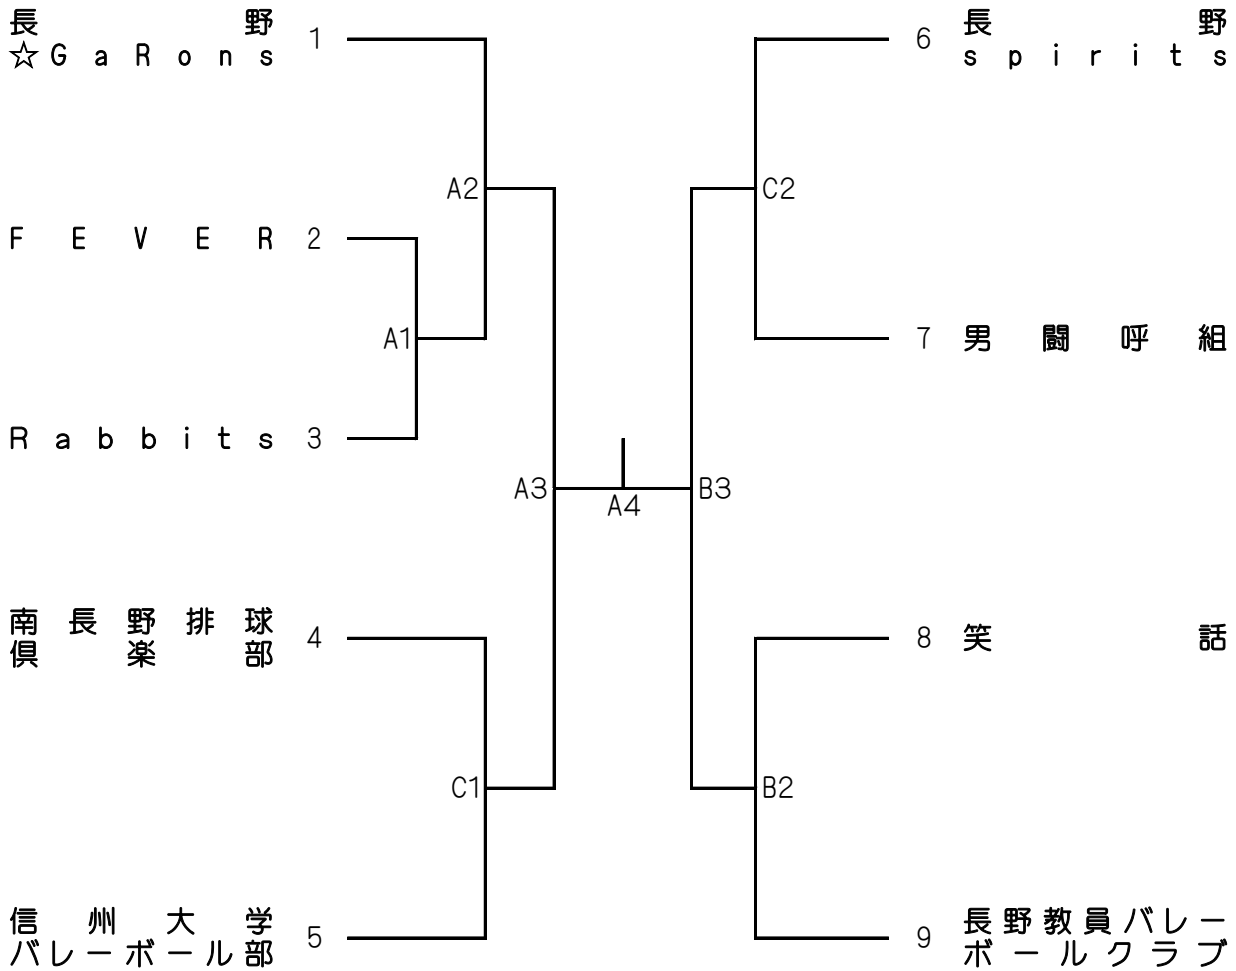 長野
☆GaRons
1
A2
FEVER
2
A1
Rabbits
3
A3
A4
南長野排球
倶楽部
4
C1
信州大学
バレーボール部
5
6
長野
spirits
C2
7
男闘呼組
B3
8
笑話
B2
9
長野教員バレー
ボールクラブ